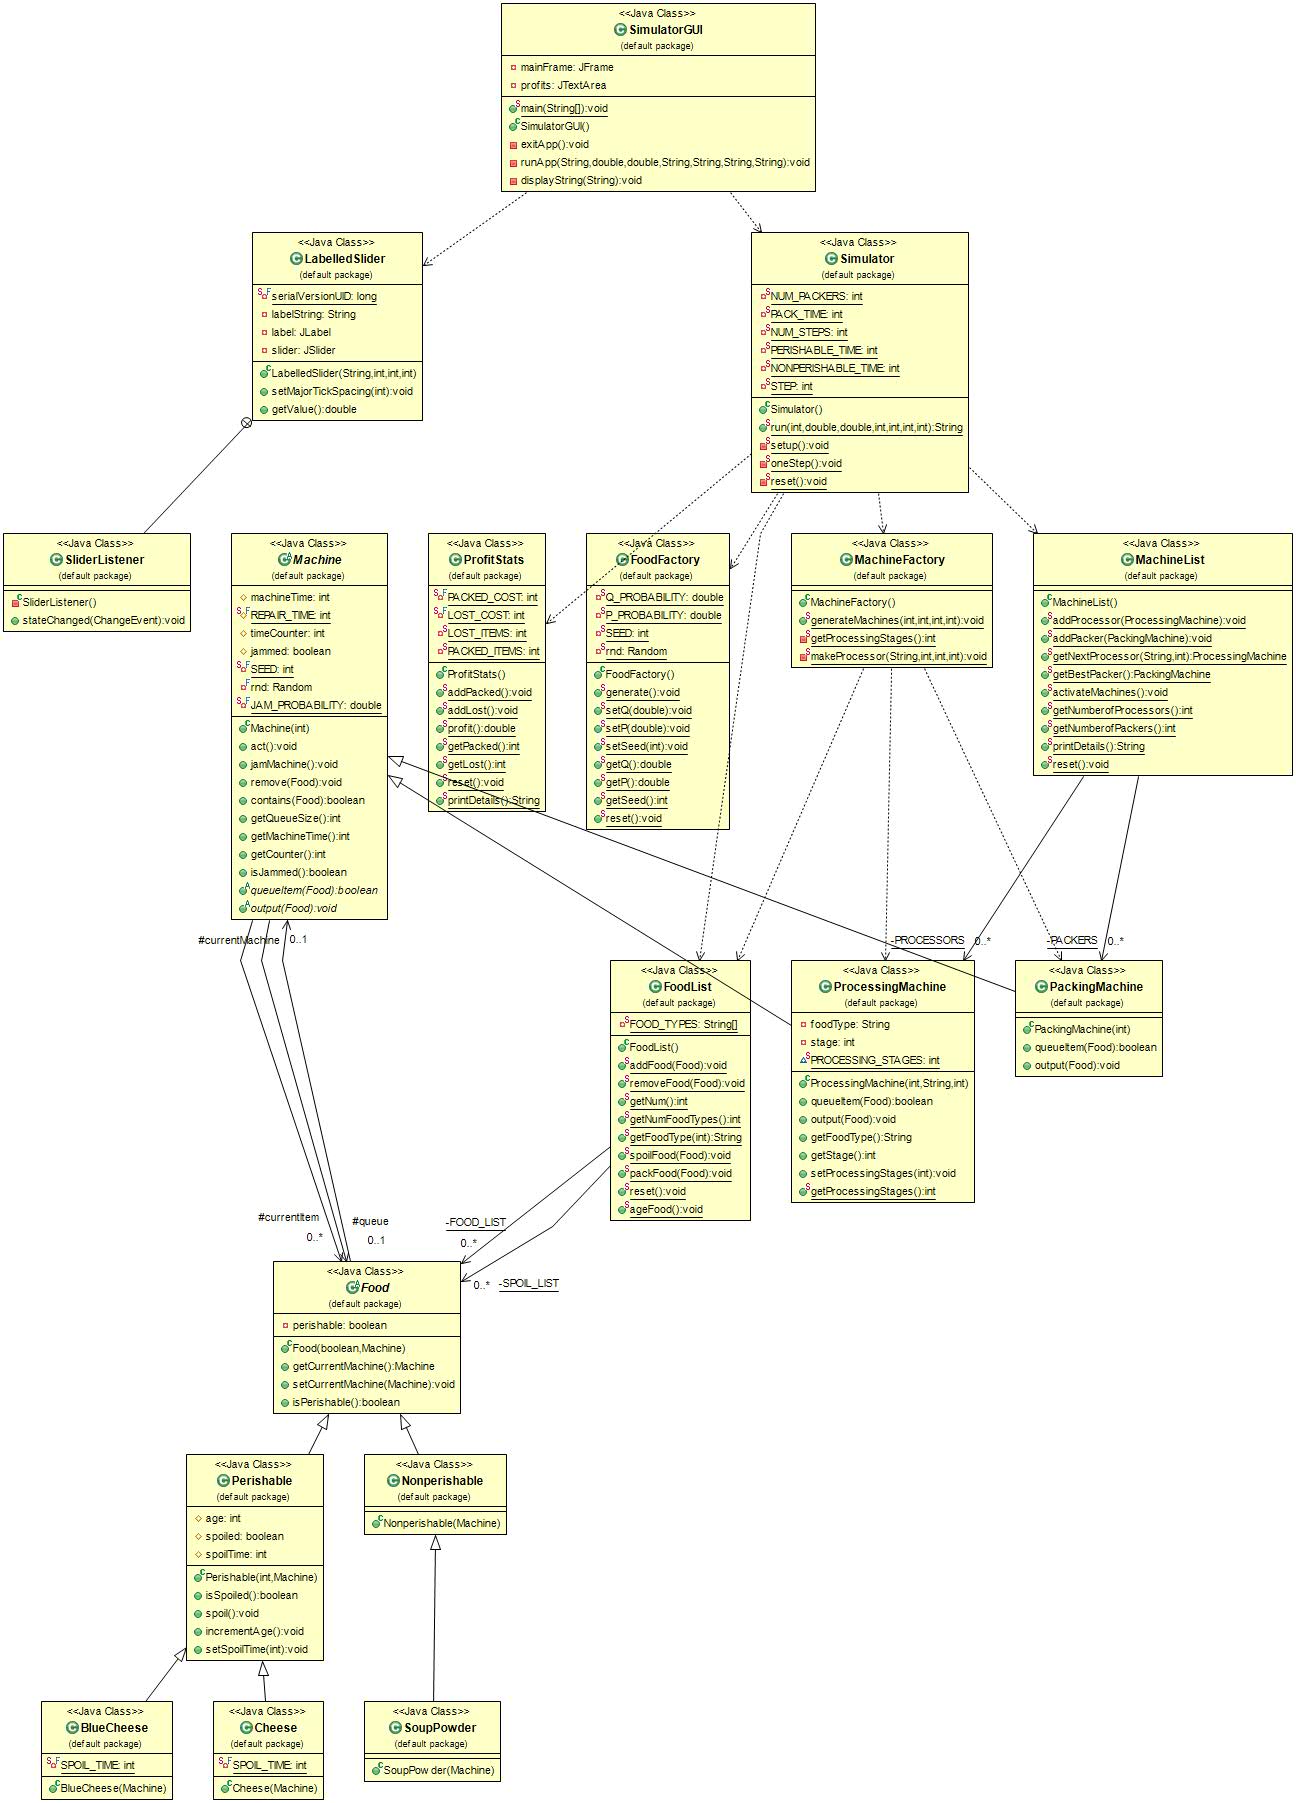 <<Java Class>>
SimulatorGUI
(default package)
mainFrame: JFrame
profits: JTextArea
main(String[]):void
SimulatorGUI()
exitApp():void
runApp(String,double,double,String,String,String,String):void
displayString(String):void
<<Java Class>>
LabelledSlider
(default package)
serialVersionUID: long
labelString: String
label: JLabel
slider: JSlider
LabelledSlider(String,int,int,int)
setMajorTickSpacing(int):void
getValue():double
<<Java Class>>
Simulator
(default package)
NUM_PACKERS: int
PACK_TIME: int
NUM_STEPS: int
PERISHABLE_TIME: int
NONPERISHABLE_TIME: int
STEP: int
Simulator()
run(int,double,double,int,int,int,int):String
setup():void
oneStep():void
reset():void
<<Java Class>>
SliderListener
(default package)
SliderListener()
stateChanged(ChangeEvent):void
<<Java Class>>
Machine
(default package)
machineTime: int
REPAIR_TIME: int
timeCounter: int
jammed: boolean
SEED: int
rnd: Random
JAM_PROBABILITY: double
Machine(int)
act():void
jamMachine():void
remove(Food):void
contains(Food):boolean
getQueueSize():int
getMachineTime():int
getCounter():int
isJammed():boolean
queueItem(Food):boolean
output(Food):void
<<Java Class>>
ProfitStats
(default package)
PACKED_COST: int
LOST_COST: int
LOST_ITEMS: int
PACKED_ITEMS: int
ProfitStats()
addPacked():void
addLost():void
profit():double
getPacked():int
getLost():int
reset():void
printDetails():String
<<Java Class>>
FoodFactory
(default package)
Q_PROBABILITY: double
P_PROBABILITY: double
SEED: int
rnd: Random
FoodFactory()
generate():void
setQ(double):void
setP(double):void
setSeed(int):void
getQ():double
getP():double
getSeed():int
reset():void
<<Java Class>>
MachineFactory
(default package)
MachineFactory()
generateMachines(int,int,int,int):void
getProcessingStages():int
makeProcessor(String,int,int,int):void
<<Java Class>>
MachineList
(default package)
MachineList()
addProcessor(ProcessingMachine):void
addPacker(PackingMachine):void
getNextProcessor(String,int):ProcessingMachine
getBestPacker():PackingMachine
activateMachines():void
getNumberofProcessors():int
getNumberofPackers():int
printDetails():String
reset():void
#currentMachine 0..1
-PROCESSORS 0..*
-PACKERS 0..*
<<Java Class>>
FoodList
(default package)
FOOD_TYPES: String[]
FoodList()
addFood(Food):void
removeFood(Food):void
getNum():int
getNumFoodTypes():int
getFoodType(int):String
spoilFood(Food):void
packFood(Food):void
reset():void
ageFood():void
<<Java Class>>
ProcessingMachine
(default package)
foodType: String
stage: int
PROCESSING_STAGES: int
ProcessingMachine(int,String,int)
queueItem(Food):boolean
output(Food):void
getFoodType():String
getStage():int
setProcessingStages(int):void
getProcessingStages():int
<<Java Class>>
PackingMachine
(default package)
PackingMachine(int)
queueItem(Food):boolean
output(Food):void
#currentItem
0..*
#queue
0..1
-FOOD_LIST
0..*
0..* -SPOIL_LIST
<<Java Class>>
Food
(default package)
perishable: boolean
Food(boolean,Machine)
getCurrentMachine():Machine
setCurrentMachine(Machine):void
isPerishable():boolean
<<Java Class>>
Perishable
(default package)
age: int
spoiled: boolean
spoilTime: int
Perishable(int,Machine)
isSpoiled():boolean
spoil():void
incrementAge():void
setSpoilTime(int):void
<<Java Class>>
Nonperishable
(default package)
Nonperishable(Machine)
<<Java Class>>
BlueCheese
(default package)
SPOIL_TIME: int
BlueCheese(Machine)
<<Java Class>>
Cheese
(default package)
SPOIL_TIME: int
Cheese(Machine)
<<Java Class>>
SoupPowder
(default package)
SoupPowder(Machine)